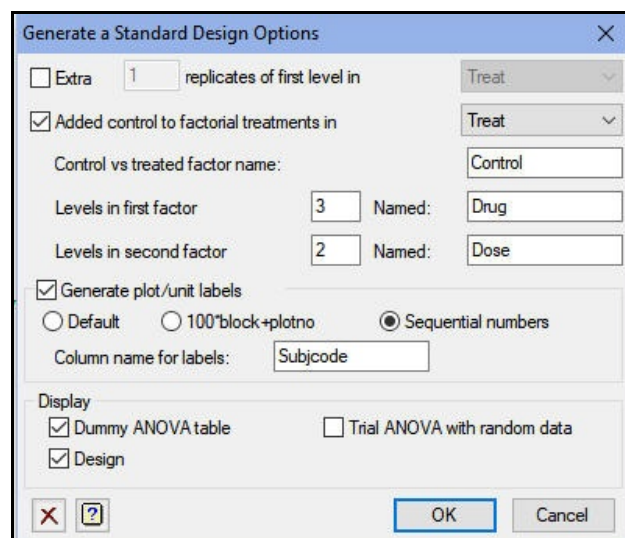 Generate a Standard Design Options
Extra 1 replicates of first level in Treat
Added control to factorial treatments in Treat
Control vs treated factor name: Control
Levels in first factor 3 Named: Drug
Levels in second factor 2 Named: Dose
Generate plot/unit labels
Default 100*block+plotno Sequential numbers
Column name for labels: Subjcode
Display
Dummy ANOVA table Trial ANOVA with random data
Design
? OK Cancel